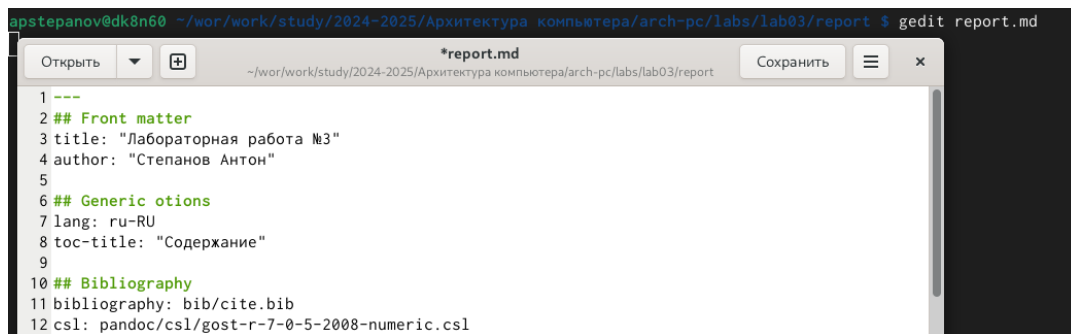 apstepanov@dk8n60 ~/wor/work/study/2024-2025/Архитектура компьютера/arch-pc/labs/lab03/report $ gedit report.md
Открыть
*report.md
~/wor/work/study/2024-2025/Архитектура компьютера/arch-pc/labs/lab03/report
Сохранить
1 ---
2 ## Front matter
3 title: "Лабораторная работа №3"
4 author: "Степанов Антон"
5
6 ## Generic otions
7 lang: ru-RU
8 toc-title: "Содержание"
9
10 ## Bibliography
11 bibliography: bib/cite.bib
12 csl: pandoc/csl/gost-r-7-0-5-2008-numeric.csl